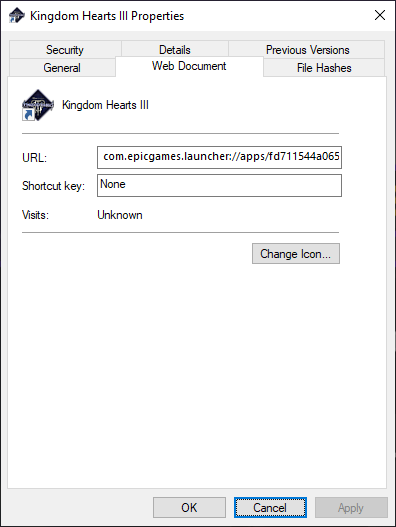 Kingdom Hearts III Properties
Security Details Previous Versions
General Web Document File Hashes
Kingdom Hearts III
URL: com.epicgames.launcher://apps/fd711544a065
Shortcut key: None
Visits: Unknown
Change Icon...
OK Cancel Apply